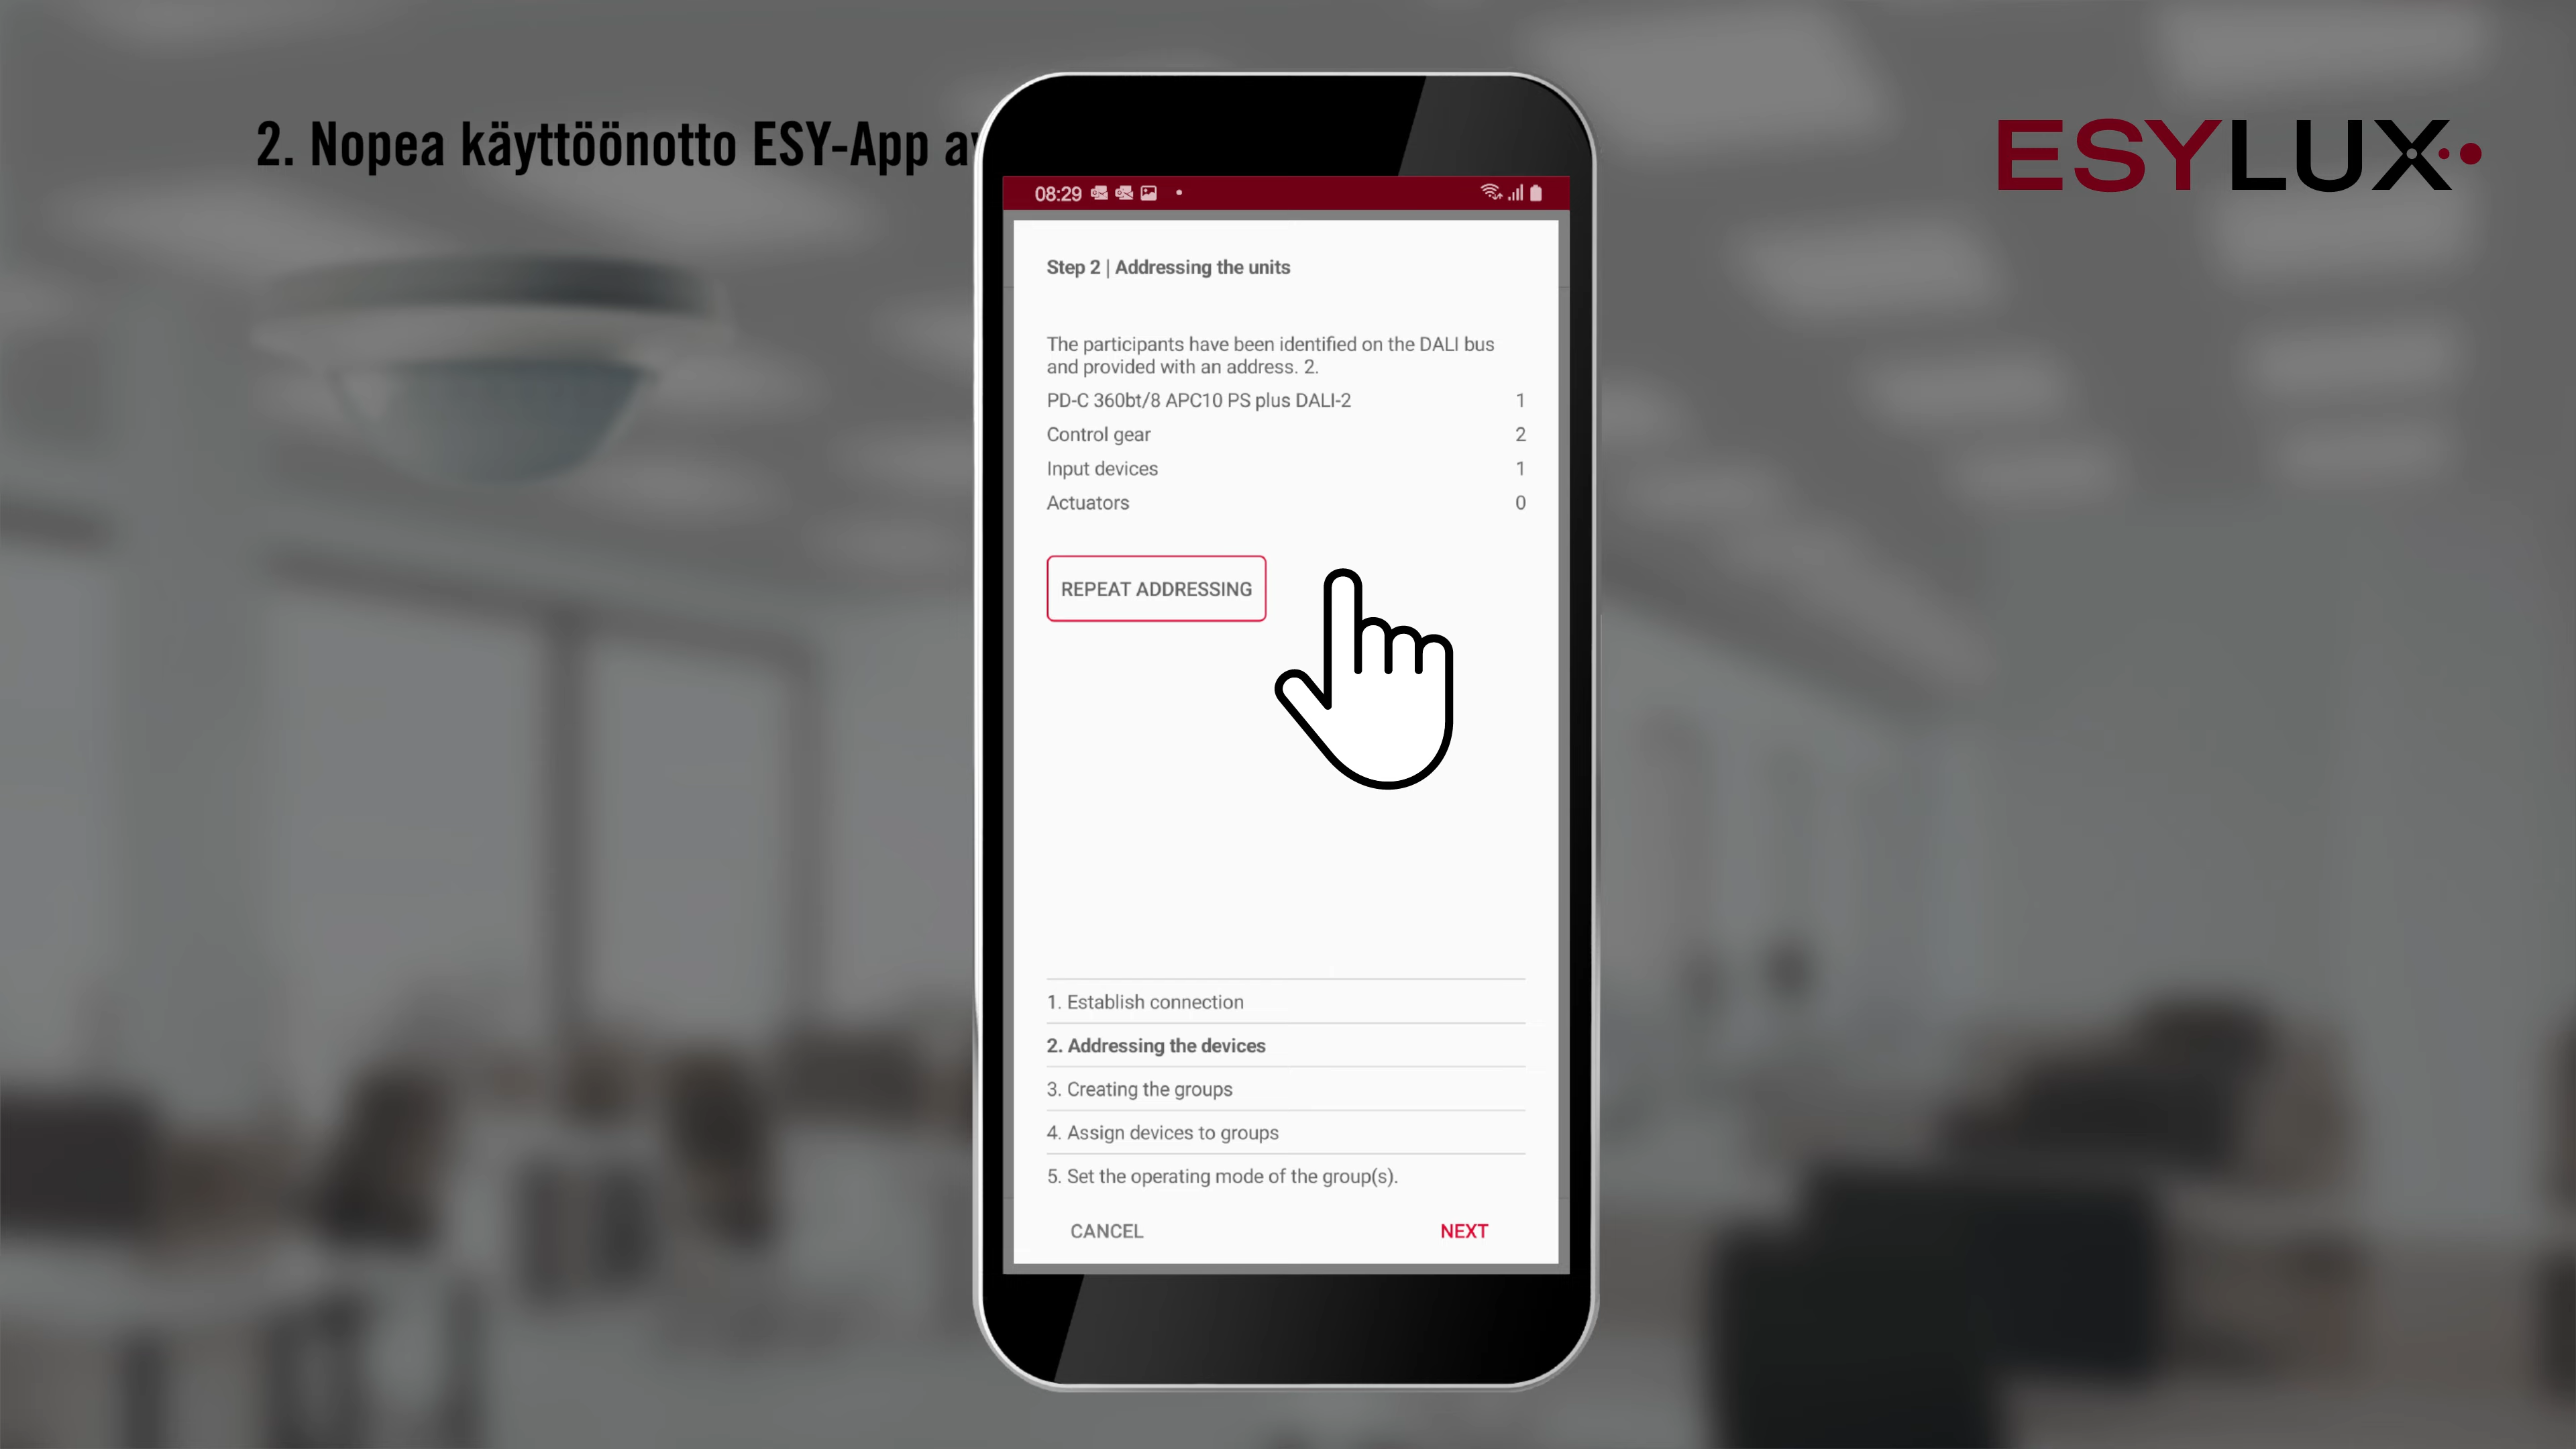 2. Nopea käyttöönotto ESY-App
ESYLUX
08:29
Step 2 | Addressing the units
The participants have been identified on the DALI bus
and provided with an address. 2.
PD-C 360bt/8 APC10 PS plus DALI-2 1
Control gear 2
Input devices 1
Actuators 0
REPEAT ADDRESSING
1. Establish connection
2. Addressing the devices
3. Creating the groups
4. Assign devices to groups
5. Set the operating mode of the group(s).
CANCEL NEXT